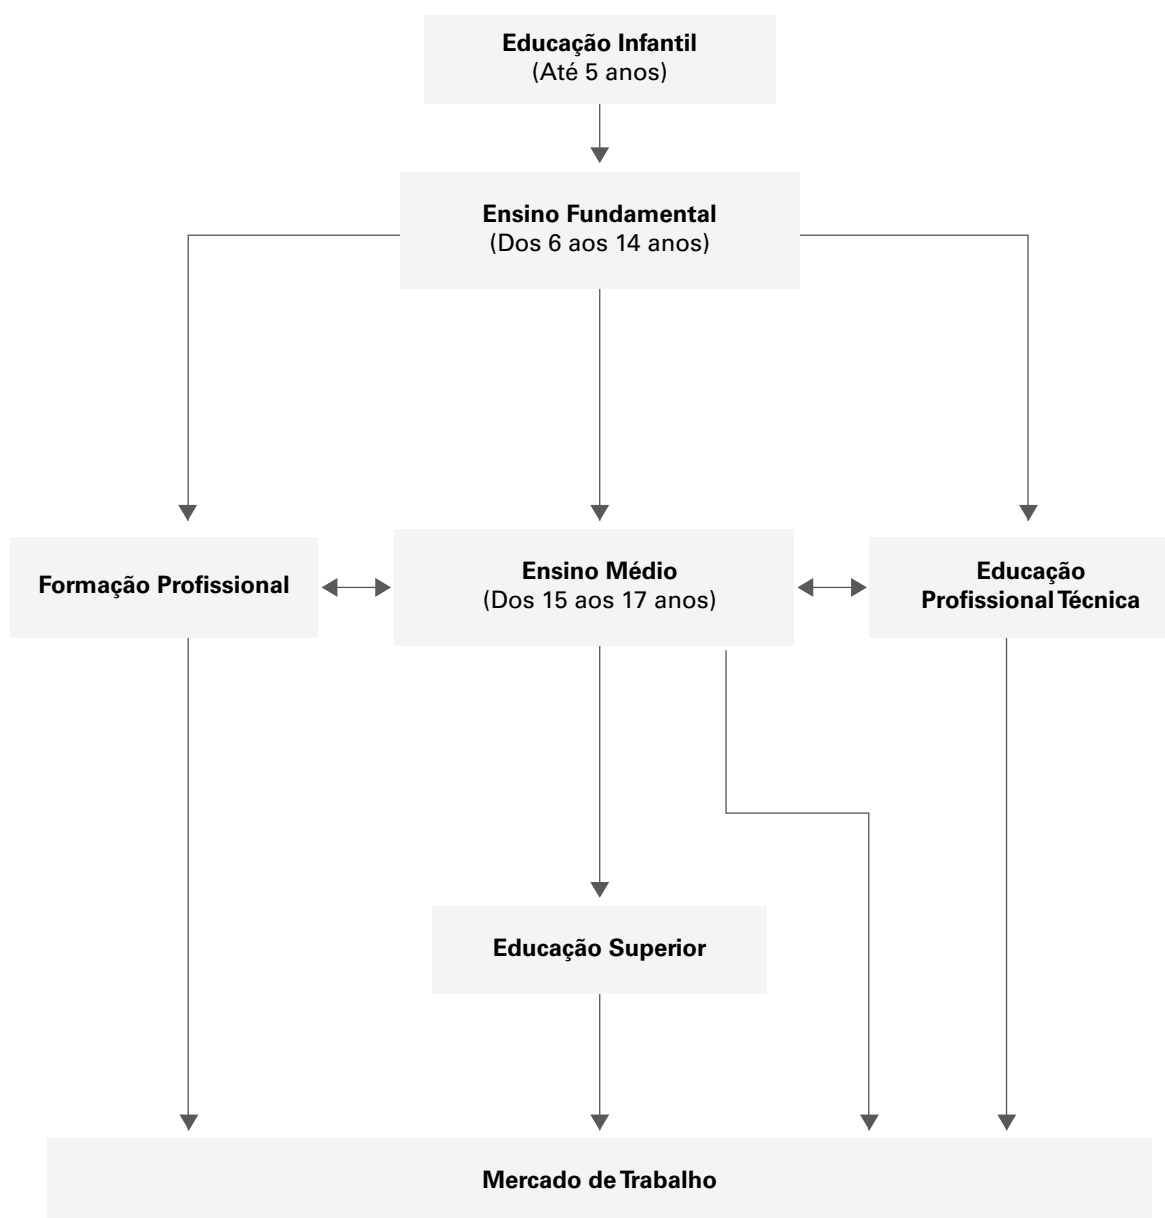 Educação Infantil
(Até 5 anos)
Ensino Fundamental
(Dos 6 aos 14 anos)
Formação Profissional
Ensino Médio
(Dos 15 aos 17 anos)
Educação
Profissional Técnica
Educação Superior
Mercado de Trabalho